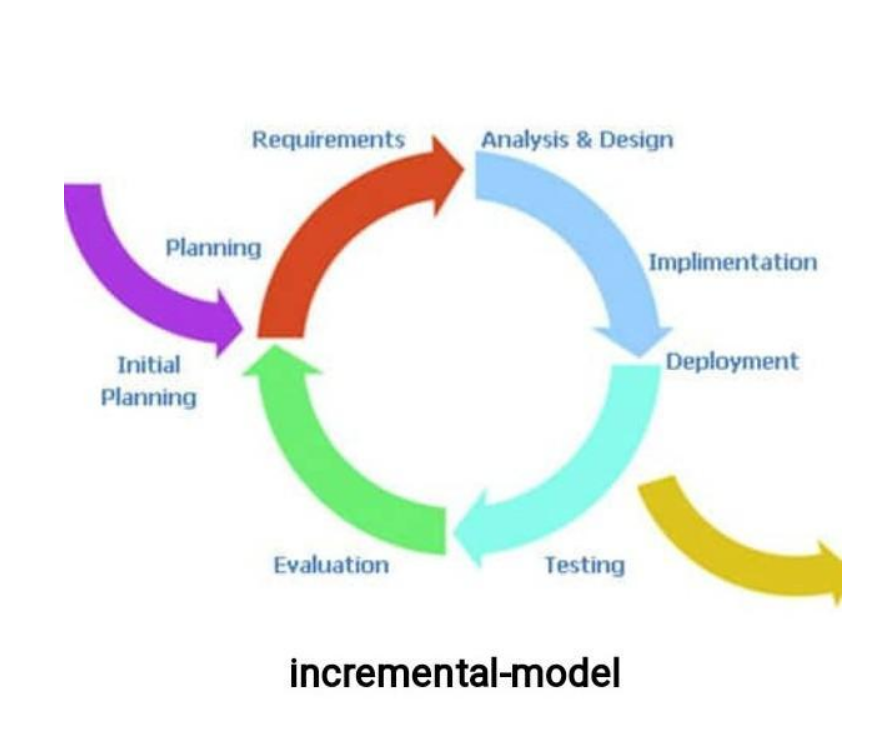 Requirements
Analysis & Design
Planning
Implimentation
Initial
Planning
Deployment
Evaluation
Testing
incremental-model